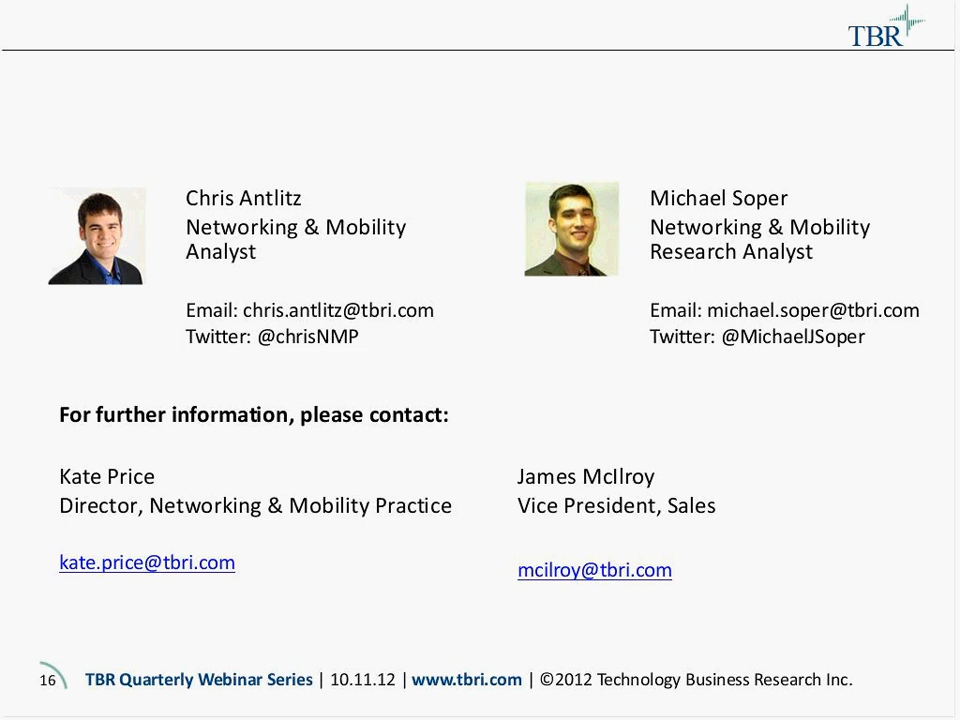 TBR
Chris Antlitz
Networking & Mobility
Analyst
Email: chris.antlitz@tbri.com
Twitter: @chrisNMP
Michael Soper
Networking & Mobility
Research Analyst
Email: michael.soper@tbri.com
Twitter: @MichaelJSoper
For further information, please contact:
Kate Price
Director, Networking & Mobility Practice
kate.price@tbri.com
James McIlroy
Vice President, Sales
mcilroy@tbri.com
16 TBR Quarterly Webinar Series | 10.11.12 | www.tbri.com | ©2012 Technology Business Research Inc.